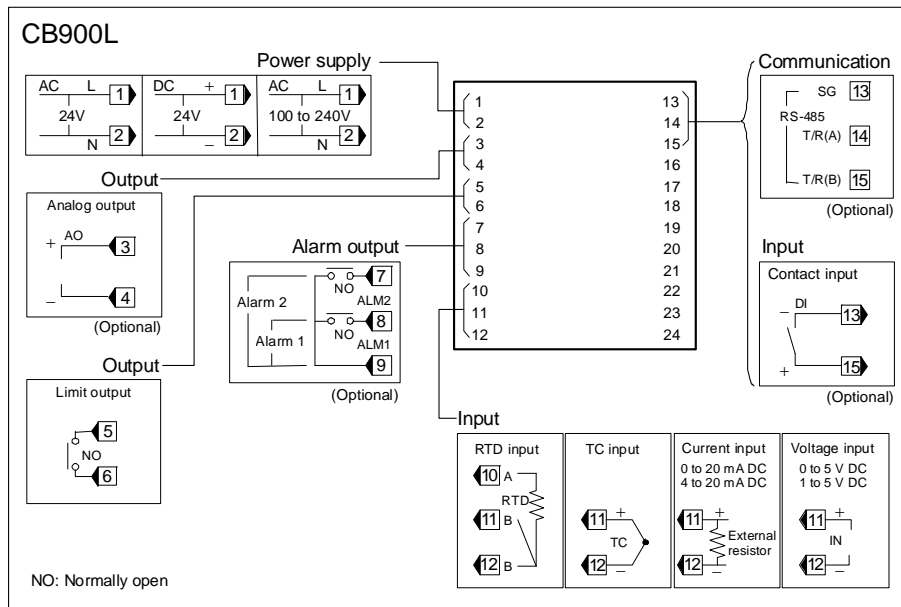 CB900L
Power supply
AC L 1
24V
N 2
DC + 1
24V
– 2
AC L 1
100 to 240V
N 2
Output
Analog output
+ AO 3
– 4
(Optional)
Output
Limit output
5
NO
6
Alarm output
7
NO ALM2
Alarm 2
8
NO ALM1
Alarm 1
9
(Optional)
1
2
3
4
5
6
7
8
9
10
11
12
13
14
15
16
17
18
19
20
21
22
23
24
Communication
SG 13
RS-485
T/R(A) 14
T/R(B) 15
(Optional)
Input
Contact input
– DI 13
+ 15
(Optional)
Input
RTD input
10 A
RTD
11 B
12 B
TC input
11 +
TC
12 –
Current input
0 to 20 mA DC
4 to 20 mA DC
11 +
External
resistor
12 –
Voltage input
0 to 5 V DC
1 to 5 V DC
11 +
IN
12 –
NO: Normally open